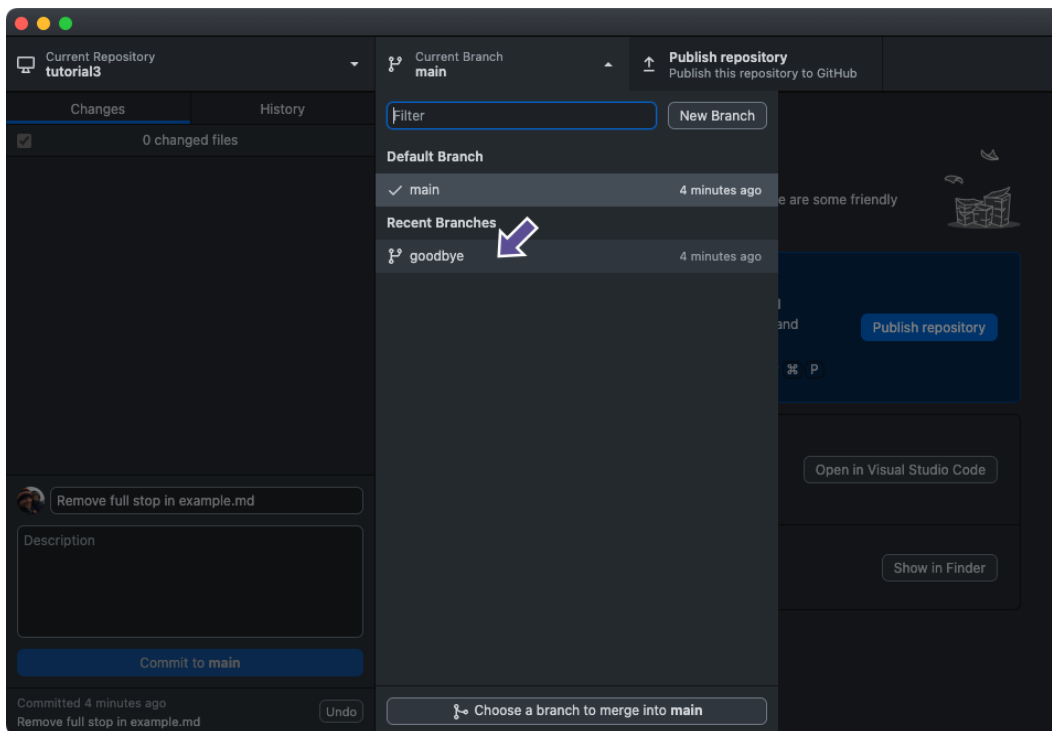 Current Repository
tutorial3
Current Branch
main
Publish repository
Publish this repository to GitHub
Changes
History
0 changed files
Filter
New Branch
Default Branch
main
4 minutes ago
Recent Branches
goodbye
4 minutes ago
e are some friendly
and
Publish repository
⌘ P
Open in Visual Studio Code
Show in Finder
Remove full stop in example.md
Description
Commit to main
Committed 4 minutes ago
Remove full stop in example.md
Undo
Choose a branch to merge into main